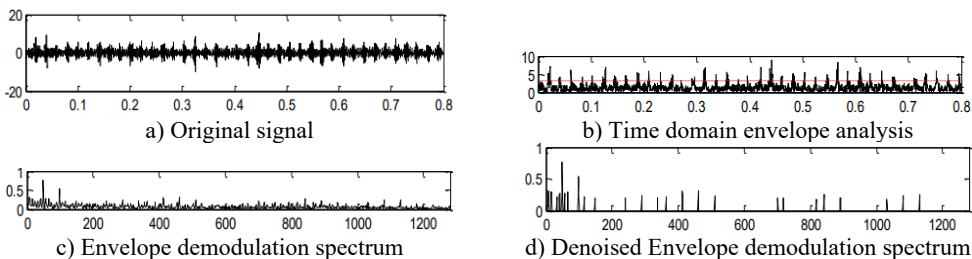 20
0
-20
0 0.1 0.2 0.3 0.4 0.5 0.6 0.7 0.8
a) Original signal
10
5
0
0 0.1 0.2 0.3 0.4 0.5 0.6 0.7 0.8
b) Time domain envelope analysis
1
0.5
0
0 200 400 600 800 1000 1200
c) Envelope demodulation spectrum
1
0.5
0
0 200 400 600 800 1000 1200
d) Denoised Envelope demodulation spectrum